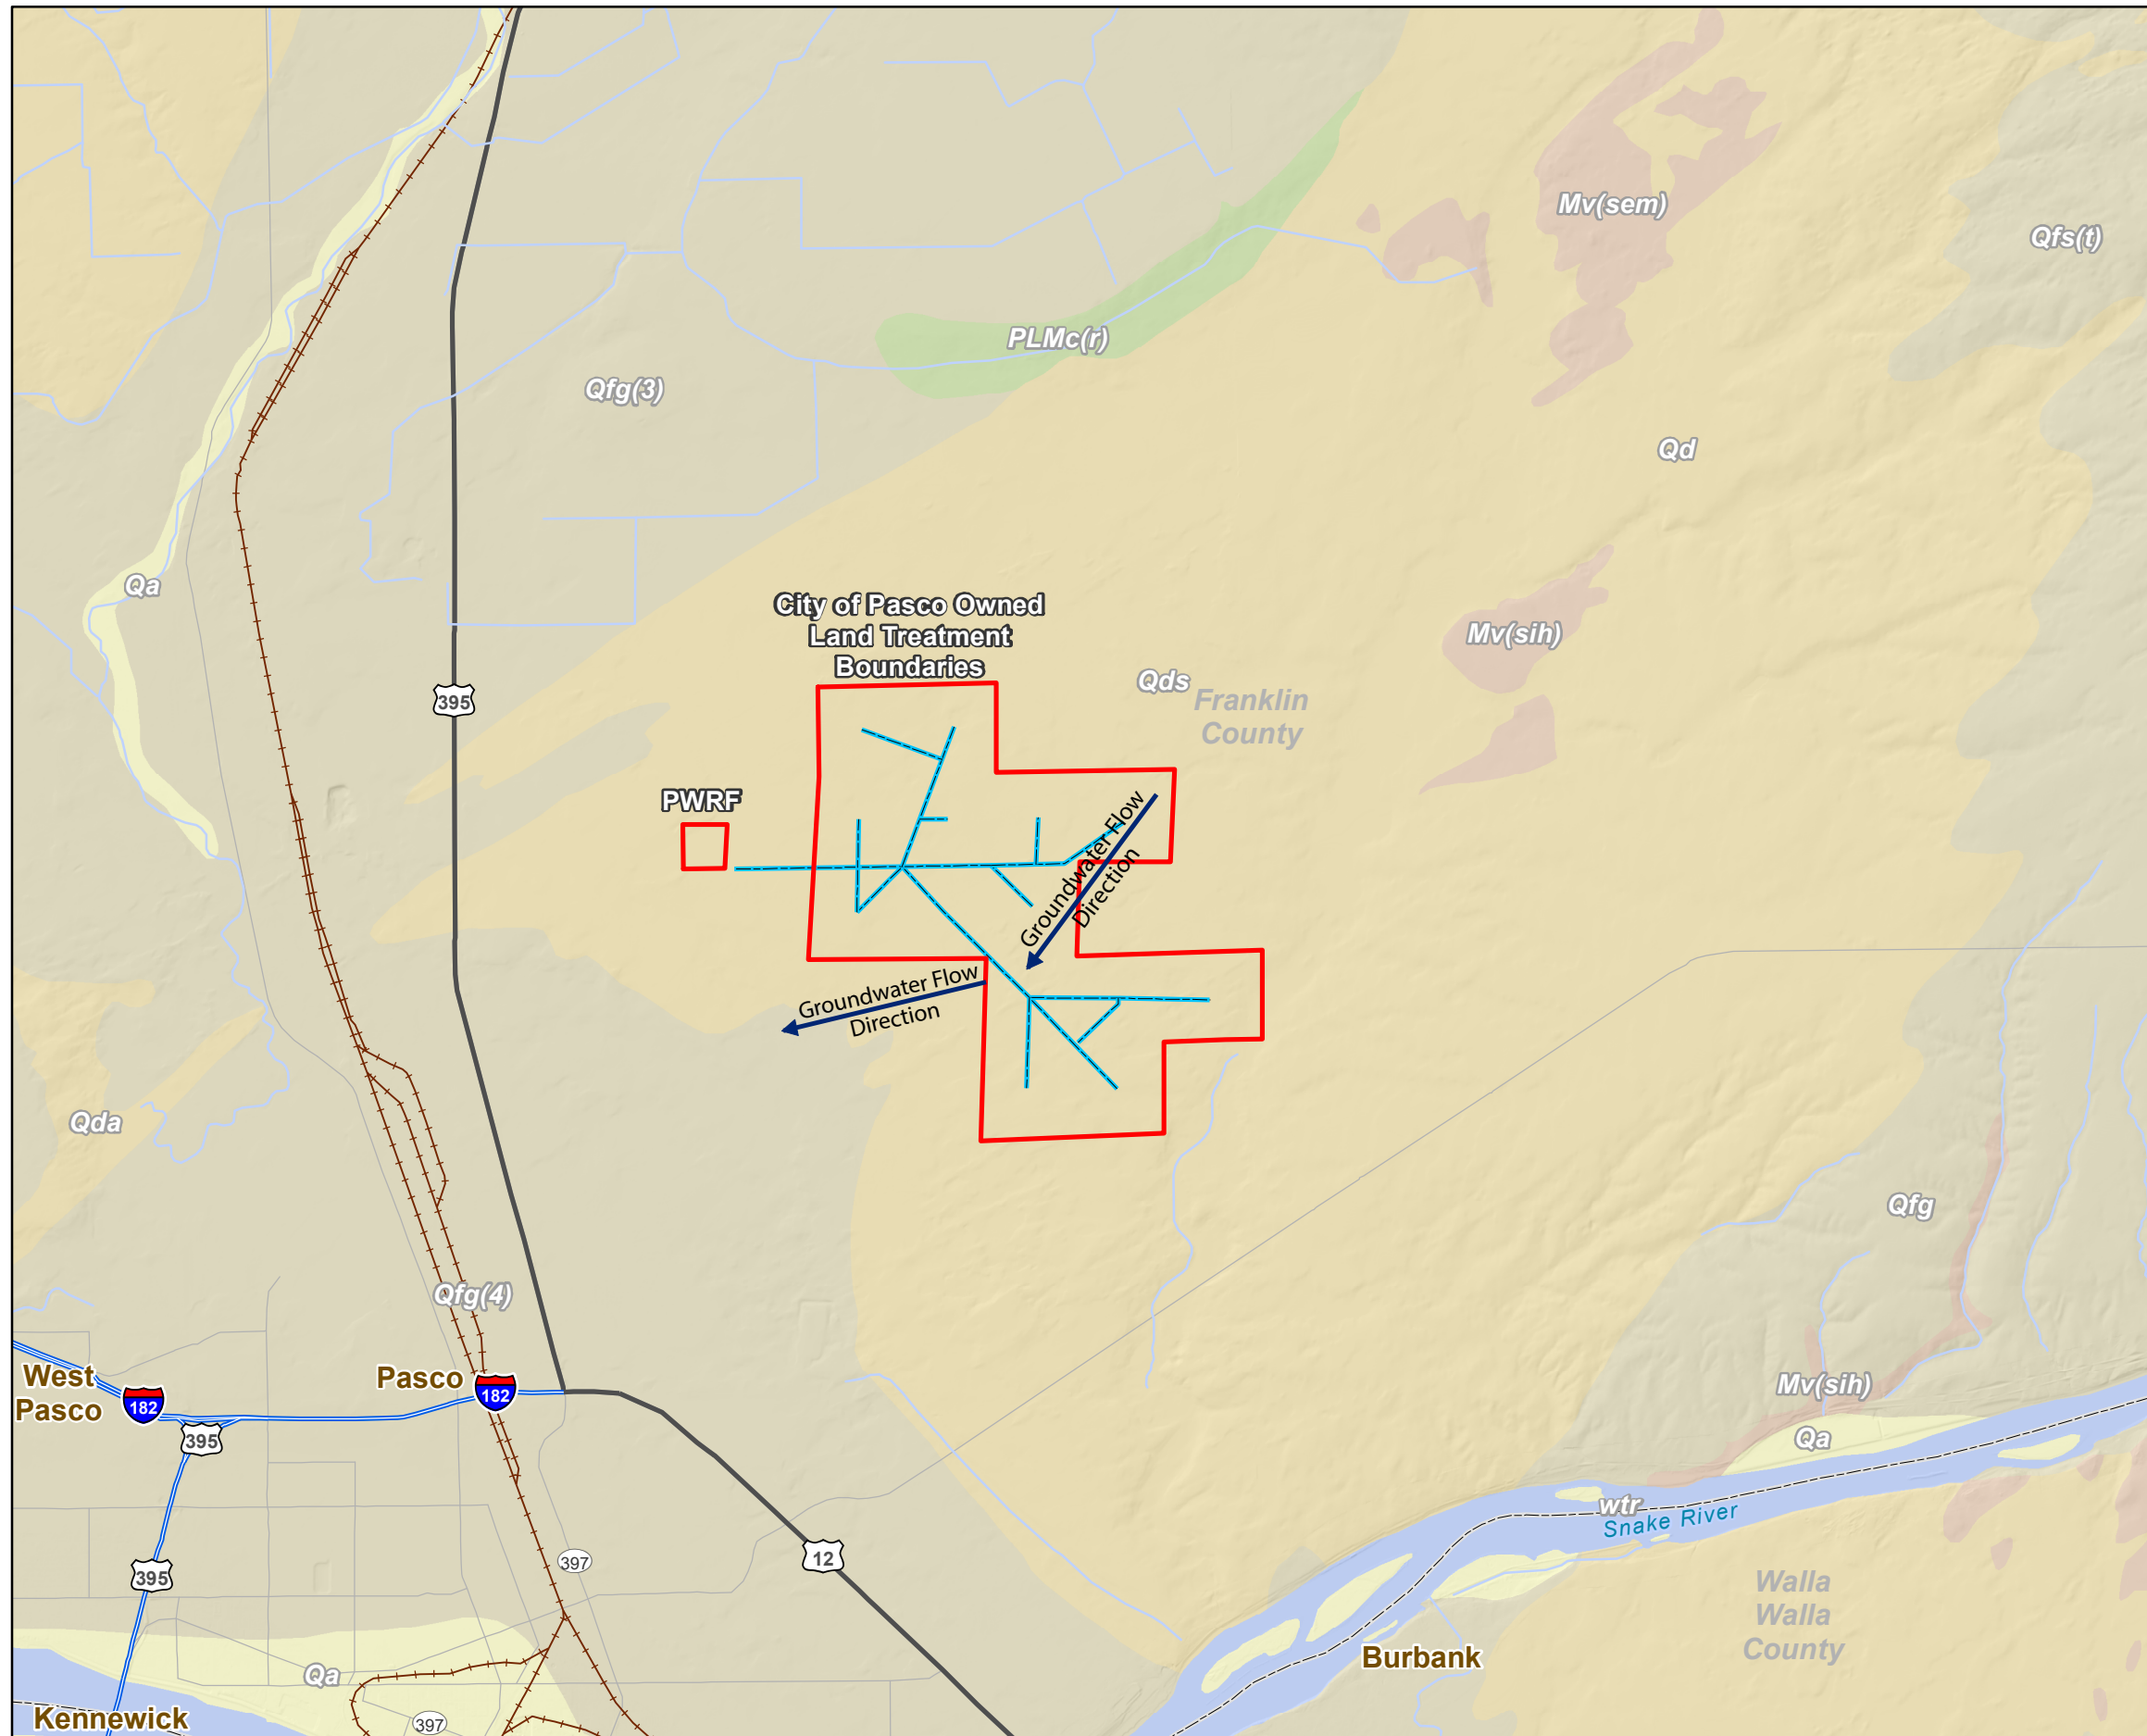 Mv(sem)
Qfs(t)
PLMc(r)
Qfg(3)
Qd
Qa
City of Pasco Owned
Land Treatment
Boundaries
Mv(sih)
Qds
Franklin
County
395
PWRF
Groundwater Flow
Direction
Groundwater Flow
Direction
Qda
Qfg
Qfg(4)
West
Pasco
182
Pasco
182
Mv(sih)
395
Qa
wtr
Snake River
397
12
395
Walla
Walla
County
Burbank
Qa
Kennewick
397